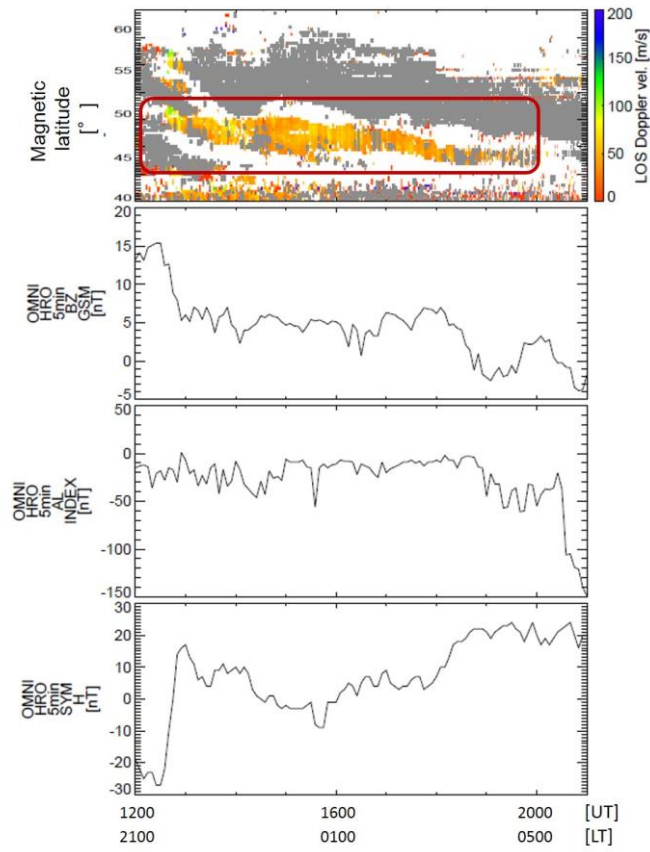 Magnetic
latitude
[°]
60
55
50
45
40
LOS Doppler vel. [m/s]
200
150
100
50
0
OMNI
HRO
5min
BZ
GSM
[nT]
20
15
10
5
0
-5
OMNI
HRO
5min
AL
INDEX
[nT]
50
0
-50
-100
-150
OMNI
HRO
5min
SYM
H
[nT]
30
20
10
0
-10
-20
-30
1200 1600 2000 [UT]
2100 0100 0500 [LT]